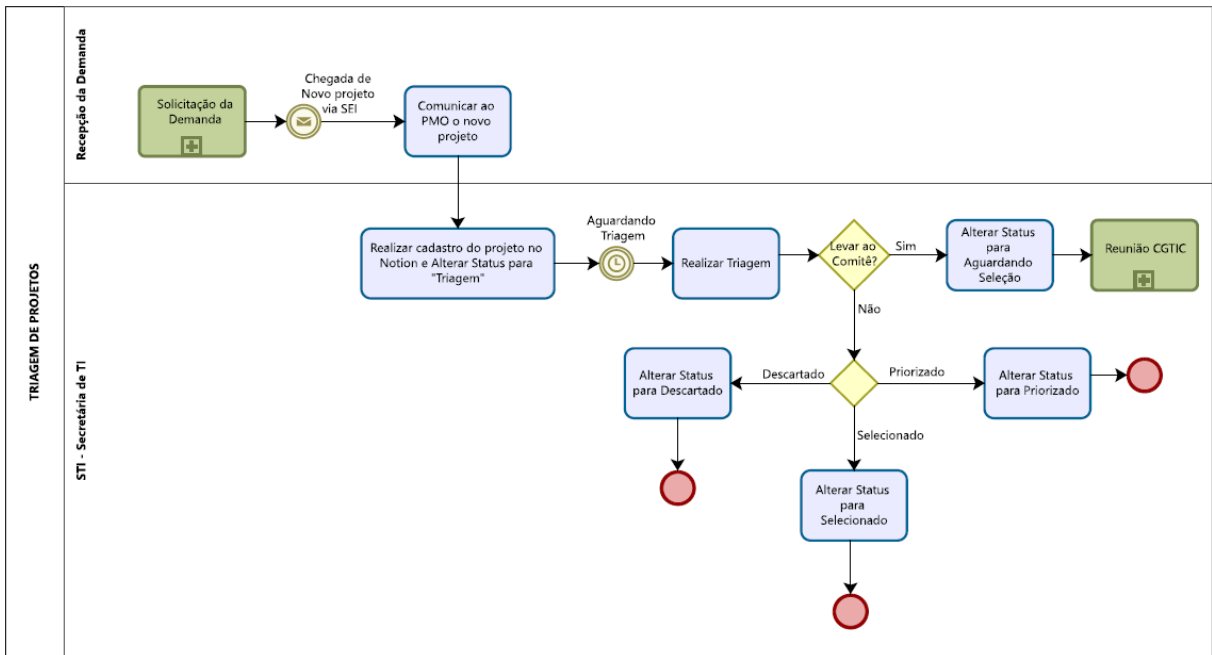 TRIAGEM DE PROJETOS
Recepção da Demanda
Solicitação da
Demanda
Chegada de
Novo projeto
via SEI
Comunicar ao
PMO o novo
projeto
STI - Secretária de TI
Realizar cadastro do projeto no
Notion e Alterar Status para
"Triagem"
Aguardando
Triagem
Realizar Triagem
Levar ao
Comitê?
Sim
Alterar Status
para
Aguardando
Seleção
Reunião CGTIC
Não
Alterar Status
para Descartado
Descartado
Priorizado
Alterar Status
para Priorizado
Selecionado
Alterar Status
para
Selecionado